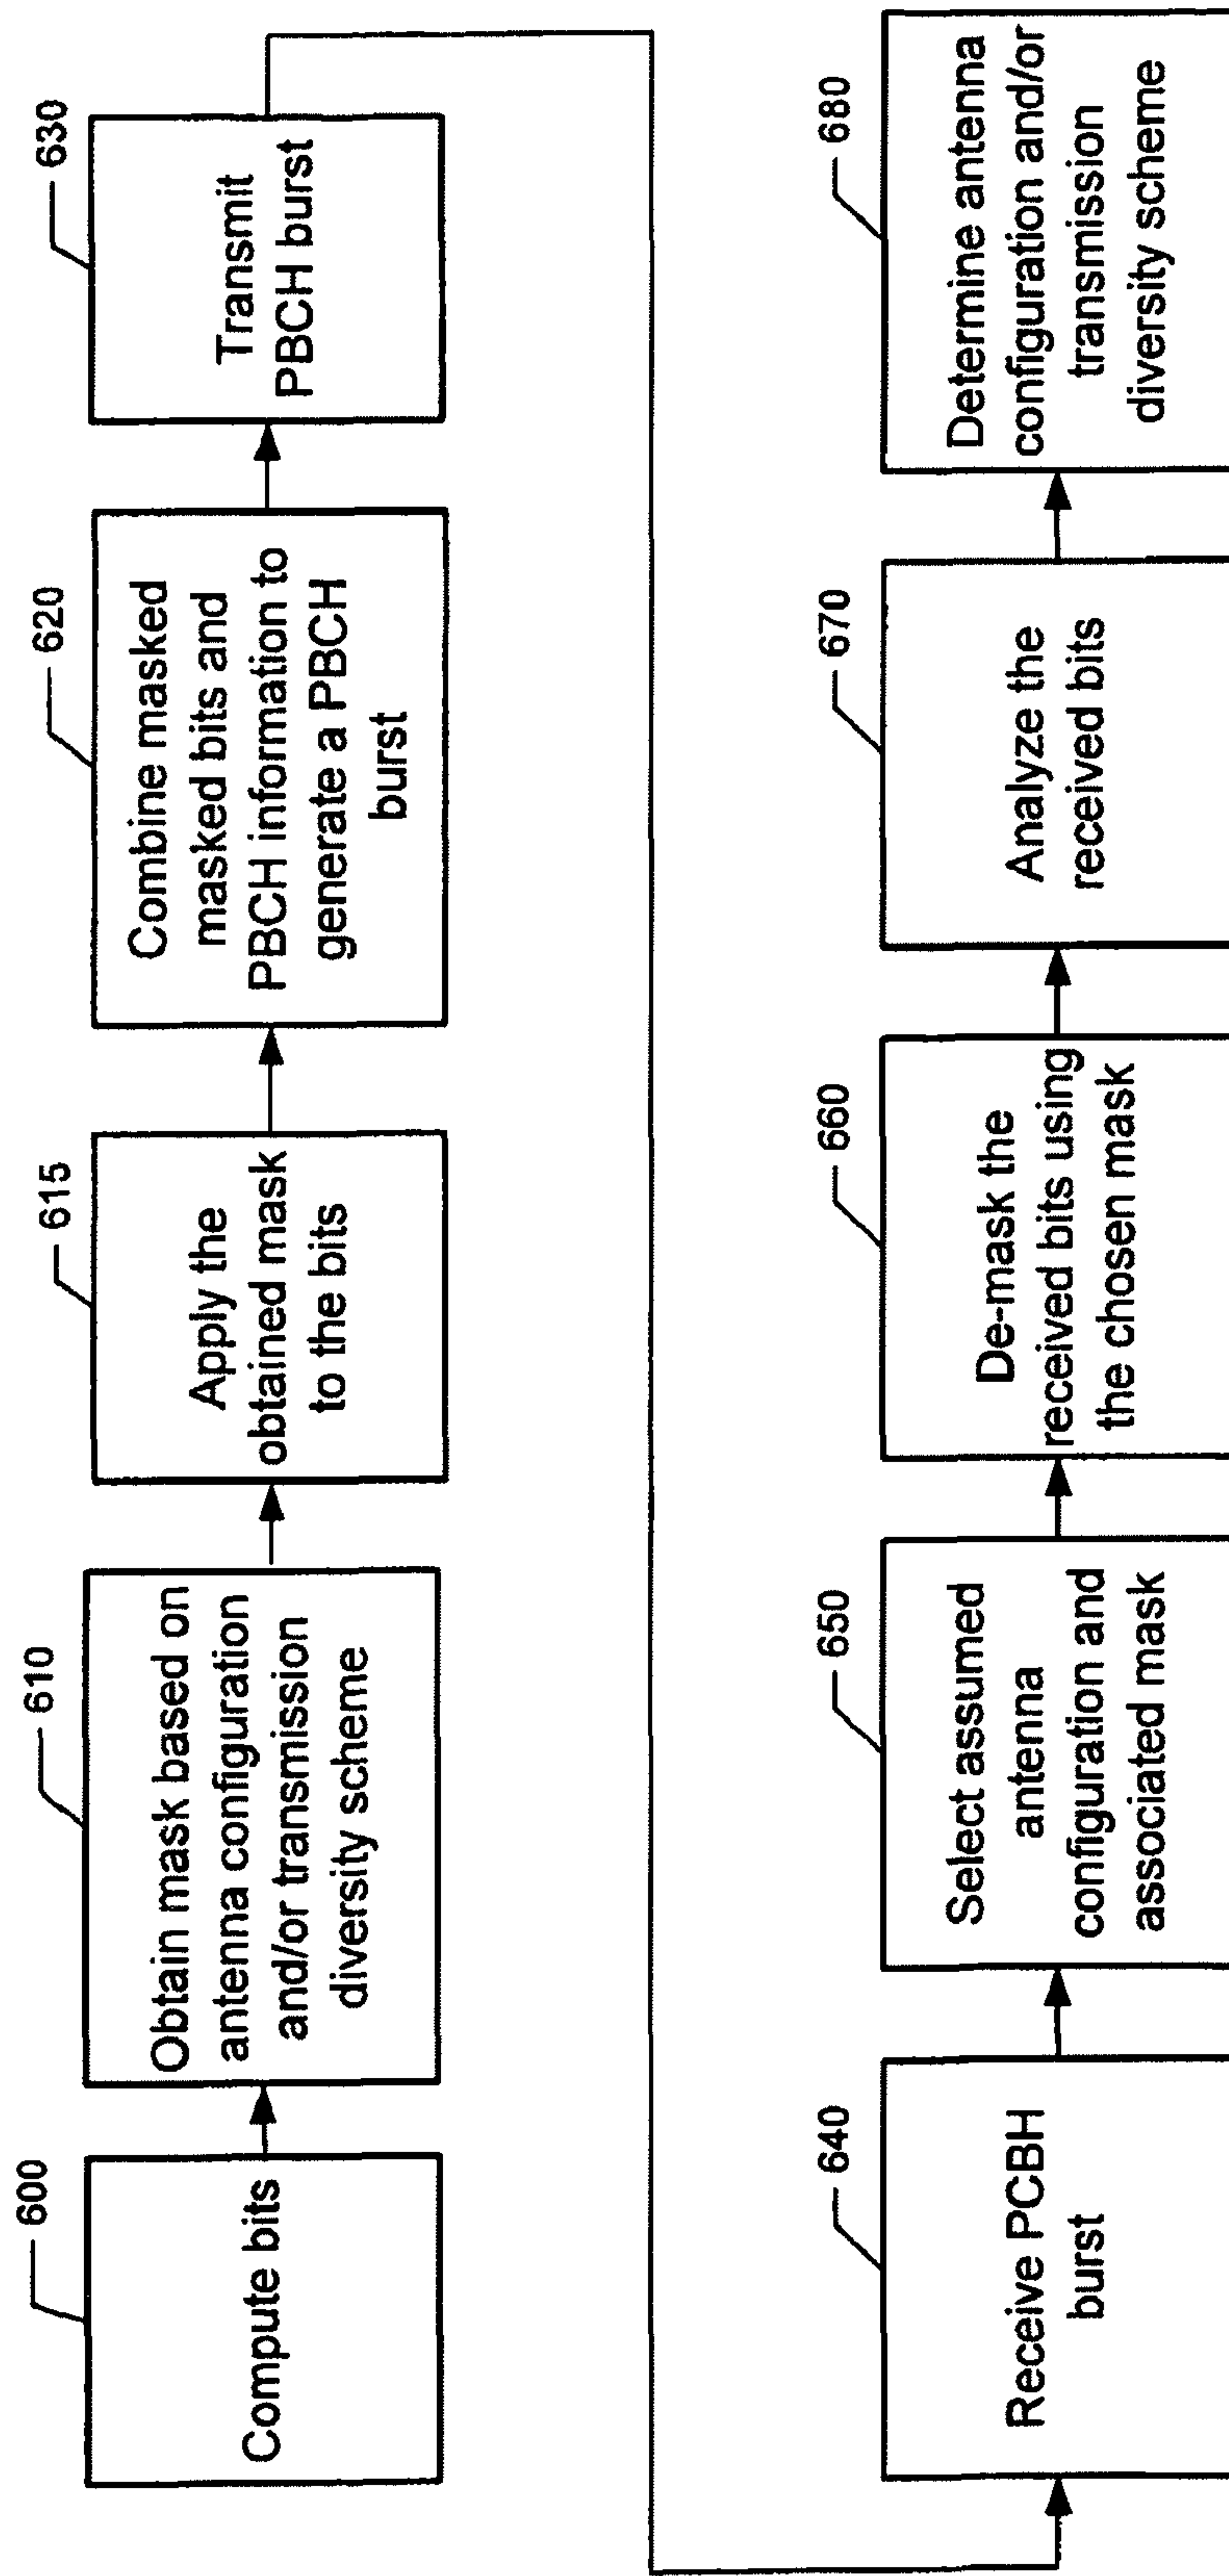 600
Compute bits
610
Obtain mask based on
antenna configuration
and/or transmission
diversity scheme
615
Apply the
obtained mask
to the bits
620
Combine masked
masked bits and
PBCH information to
generate a PBCH
burst
630
Transmit
PBCH burst
640
Receive PCBH
burst
650
Select assumed
antenna
configuration and
associated mask
660
De-mask the
received bits using
the chosen mask
670
Analyze the
received bits
680
Determine antenna
configuration and/or
transmission
diversity scheme